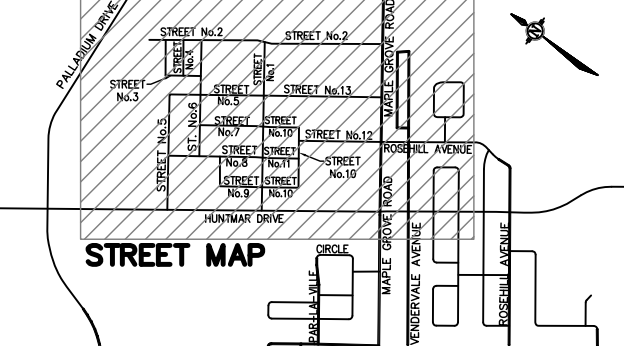 PALLADIUM DRIVE
STREET No.2
STREET No.2
MAPLE GROVE ROAD
STREET
No.4
STREET
No.1
STREET
No.3
STREET
No.5
STREET No.13
STREET No.5
ST. No.6
STREET
No.7
STREET
No.10
STREET No.12
ROSEHILL AVENUE
STREET
No.8
STREET
No.11
STREET
No.10
STREET
No.9
STREET
No.10
HUNTMAR DRIVE
MAPLE GROVE ROAD
STREET MAP
CIRCLE
PAR-LA-VILLE
VENDERVALE AVENUE
ROSEHILL AVENUE
N